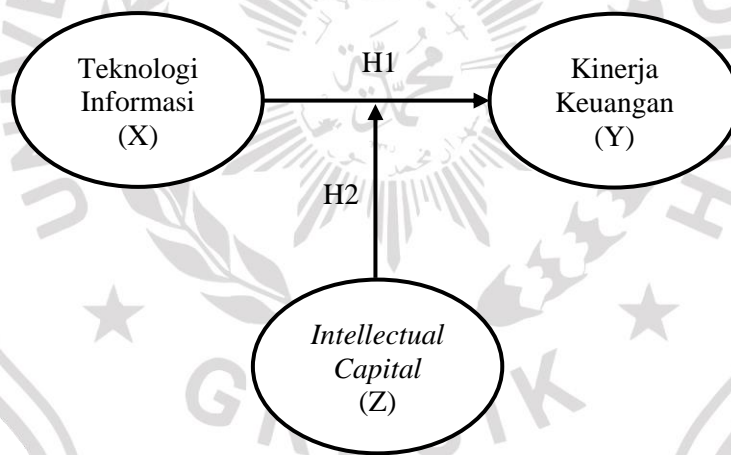 Teknologi
Informasi
(X)
H1
Kinerja
Keuangan
(Y)
H2
Intellectual
Capital
(Z)